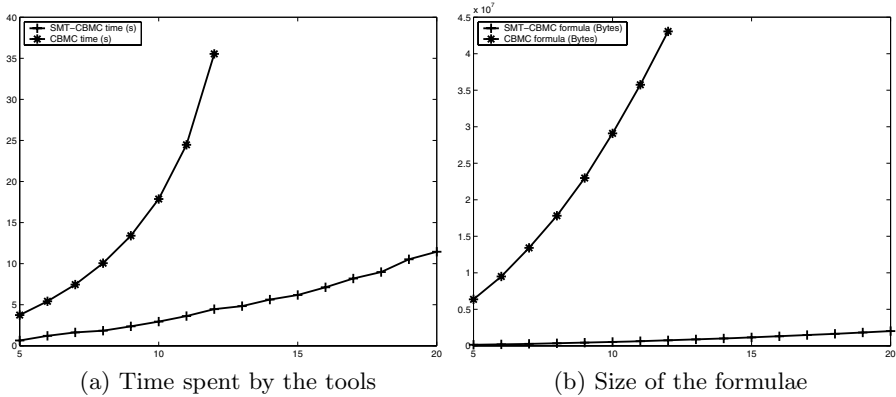 40
35
30
25
20
15
10
5
0
5 10 15 20
SMT−CBMC time (s)
CBMC time (s)
(a) Time spent by the tools
x 10^7
4.5
4
3.5
3
2.5
2
1.5
1
0.5
0
5 10 15 20
SMT−CBMC formula (Bytes)
CBMC formula (Bytes)
(b) Size of the formulae